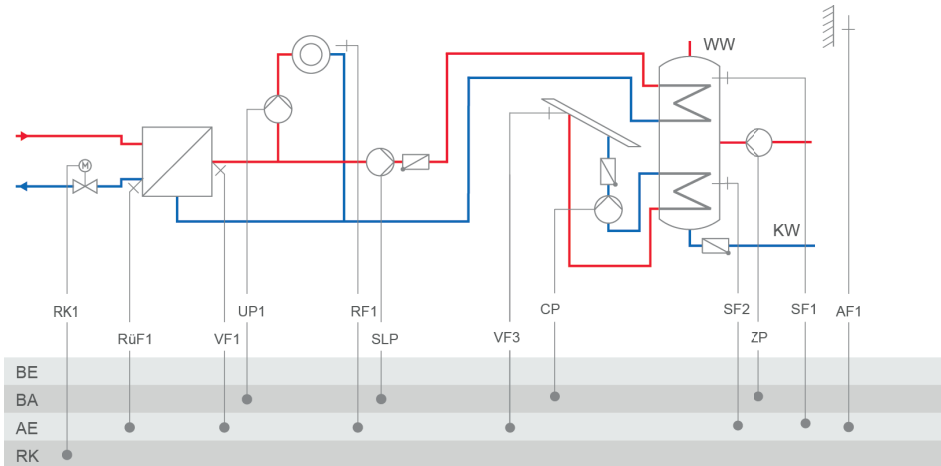 WW
M
KW
RK1
UP1
RF1
CP
SF2
SF1
AF1
RüF1
VF1
SLP
VF3
ZP
BE
BA
AE
RK